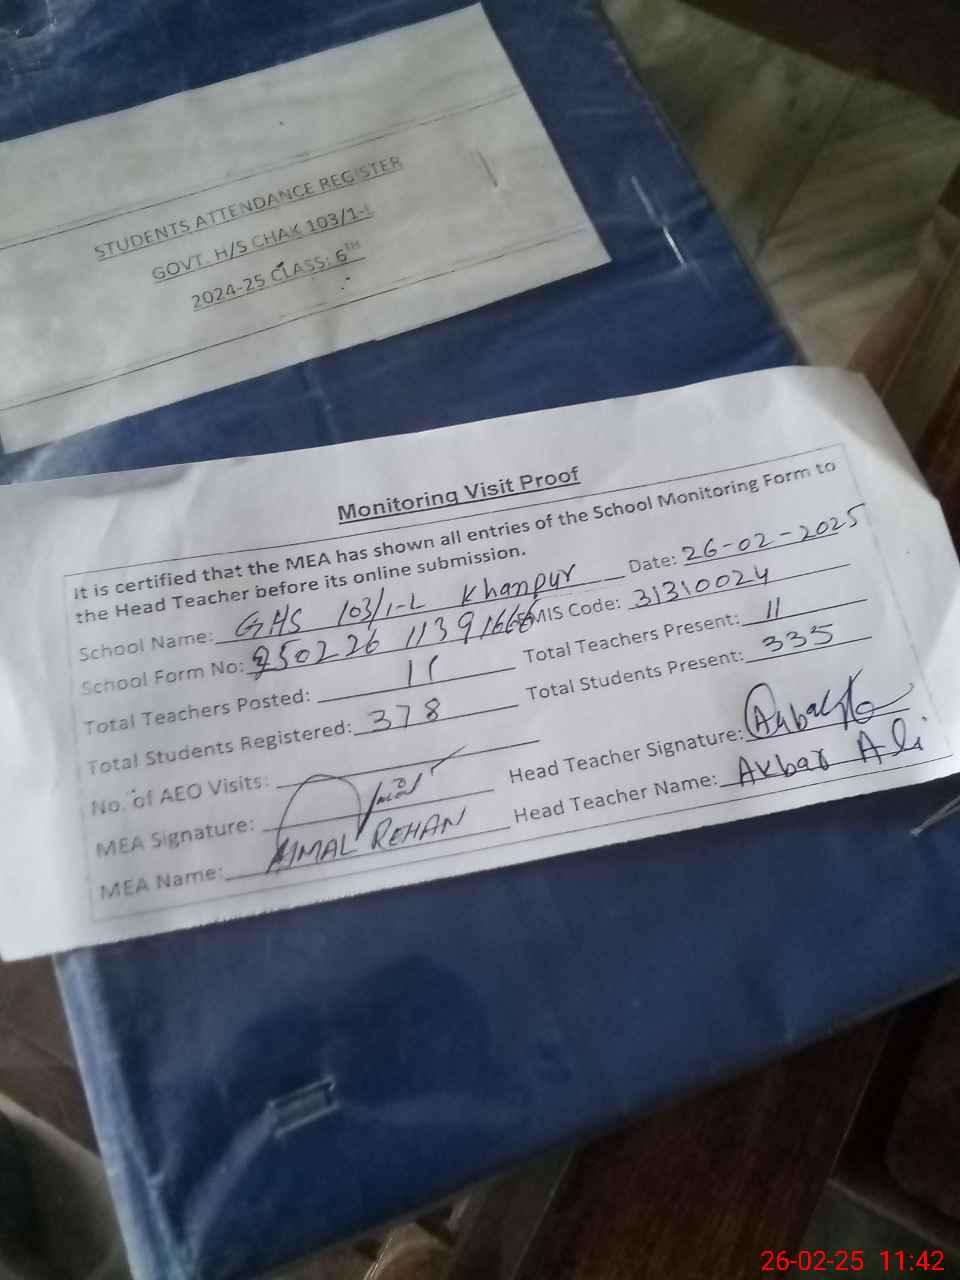 STUDENTS ATTENDANCE REGISTER
GOVT. H/S CHAK 103/1-L
2024-25 CLASS: 6TH
Monitoring Visit Proof
It is certified that the MEA has shown all entries of the School Monitoring Form to
the Head Teacher before its online submission.
School Name: GHS 103/1-L Khanpur Date: 26-02-2025
School Form No: 250226 11391666 EMIS Code: 31310024
Total Teachers Posted: 11 Total Teachers Present: 11
Total Students Registered: 378 Total Students Present: 335
No. of AEO Visits:
MEA Signature: Head Teacher Signature:
MEA Name: AJMAL REHAN Head Teacher Name: Akbar Ali
26-02-25 11:42